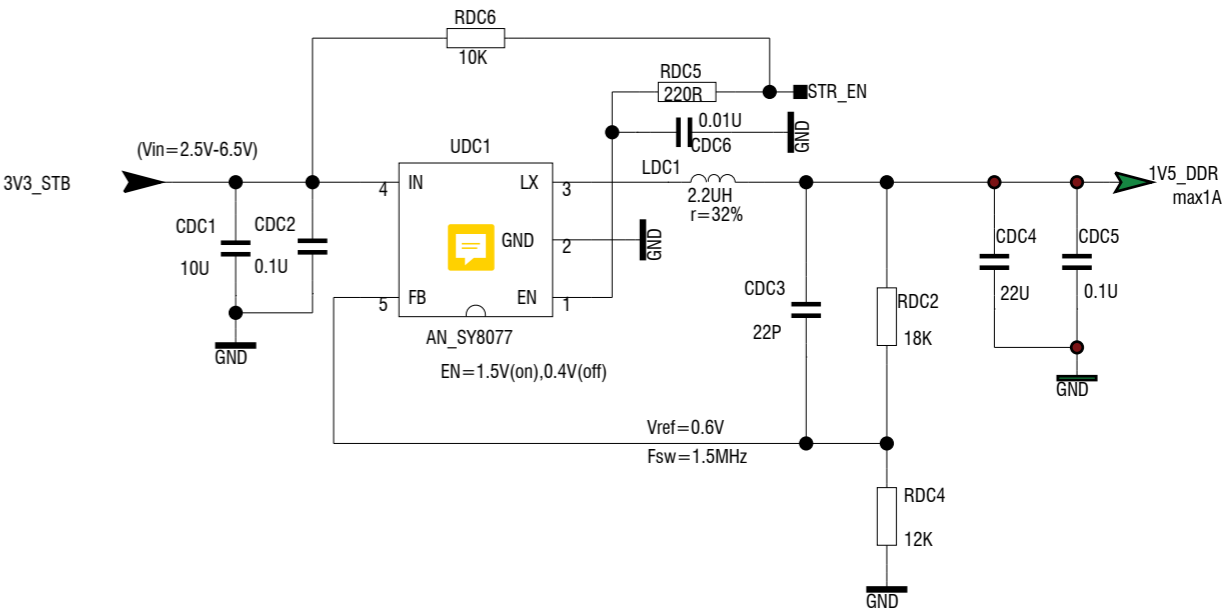 RDC6
10K
RDC5
220R
STR_EN
0.01U
CDC6
GND
(Vin=2.5V-6.5V)
UDC1
LDC1
3V3_STB
4
IN
LX
3
2.2UH
r=32%
1V5_DDR
max1A
CDC1
10U
CDC2
0.1U
GND
2
GND
CDC4
22U
CDC5
0.1U
5
FB
EN
1
CDC3
22P
RDC2
18K
GND
AN_SY8077
EN=1.5V(on),0.4V(off)
GND
Vref=0.6V
Fsw=1.5MHz
RDC4
12K
GND